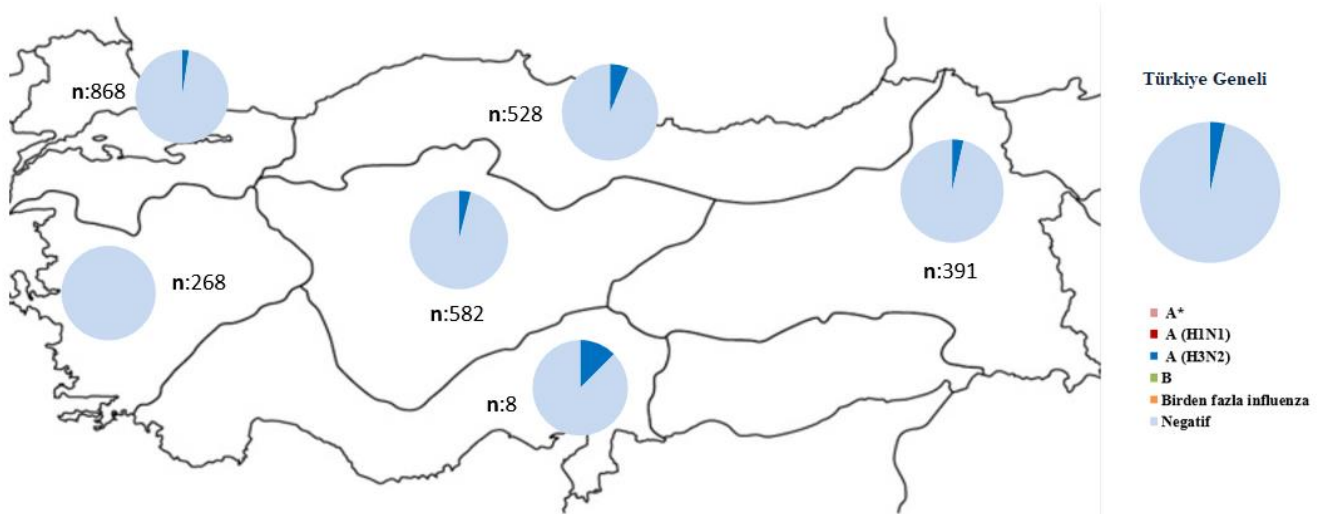 n:868
n:528
n:268
n:582
n:391
n:8
Türkiye Geneli
A*
A (H1N1)
A (H3N2)
B
Birden fazla influenza
Negatif